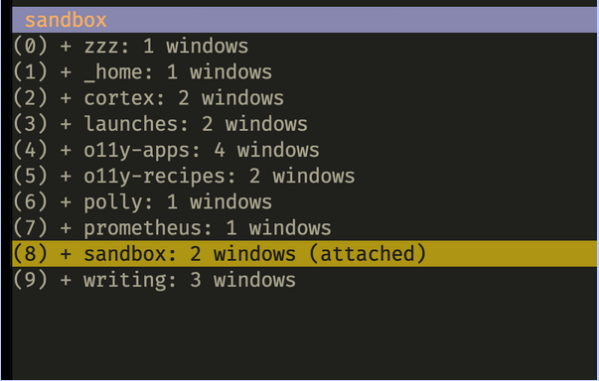 sandbox
(0) + zzz: 1 windows
(1) + _home: 1 windows
(2) + cortex: 2 windows
(3) + launches: 2 windows
(4) + o11y-apps: 4 windows
(5) + o11y-recipes: 2 windows
(6) + polly: 1 windows
(7) + prometheus: 1 windows
(8) + sandbox: 2 windows (attached)
(9) + writing: 3 windows